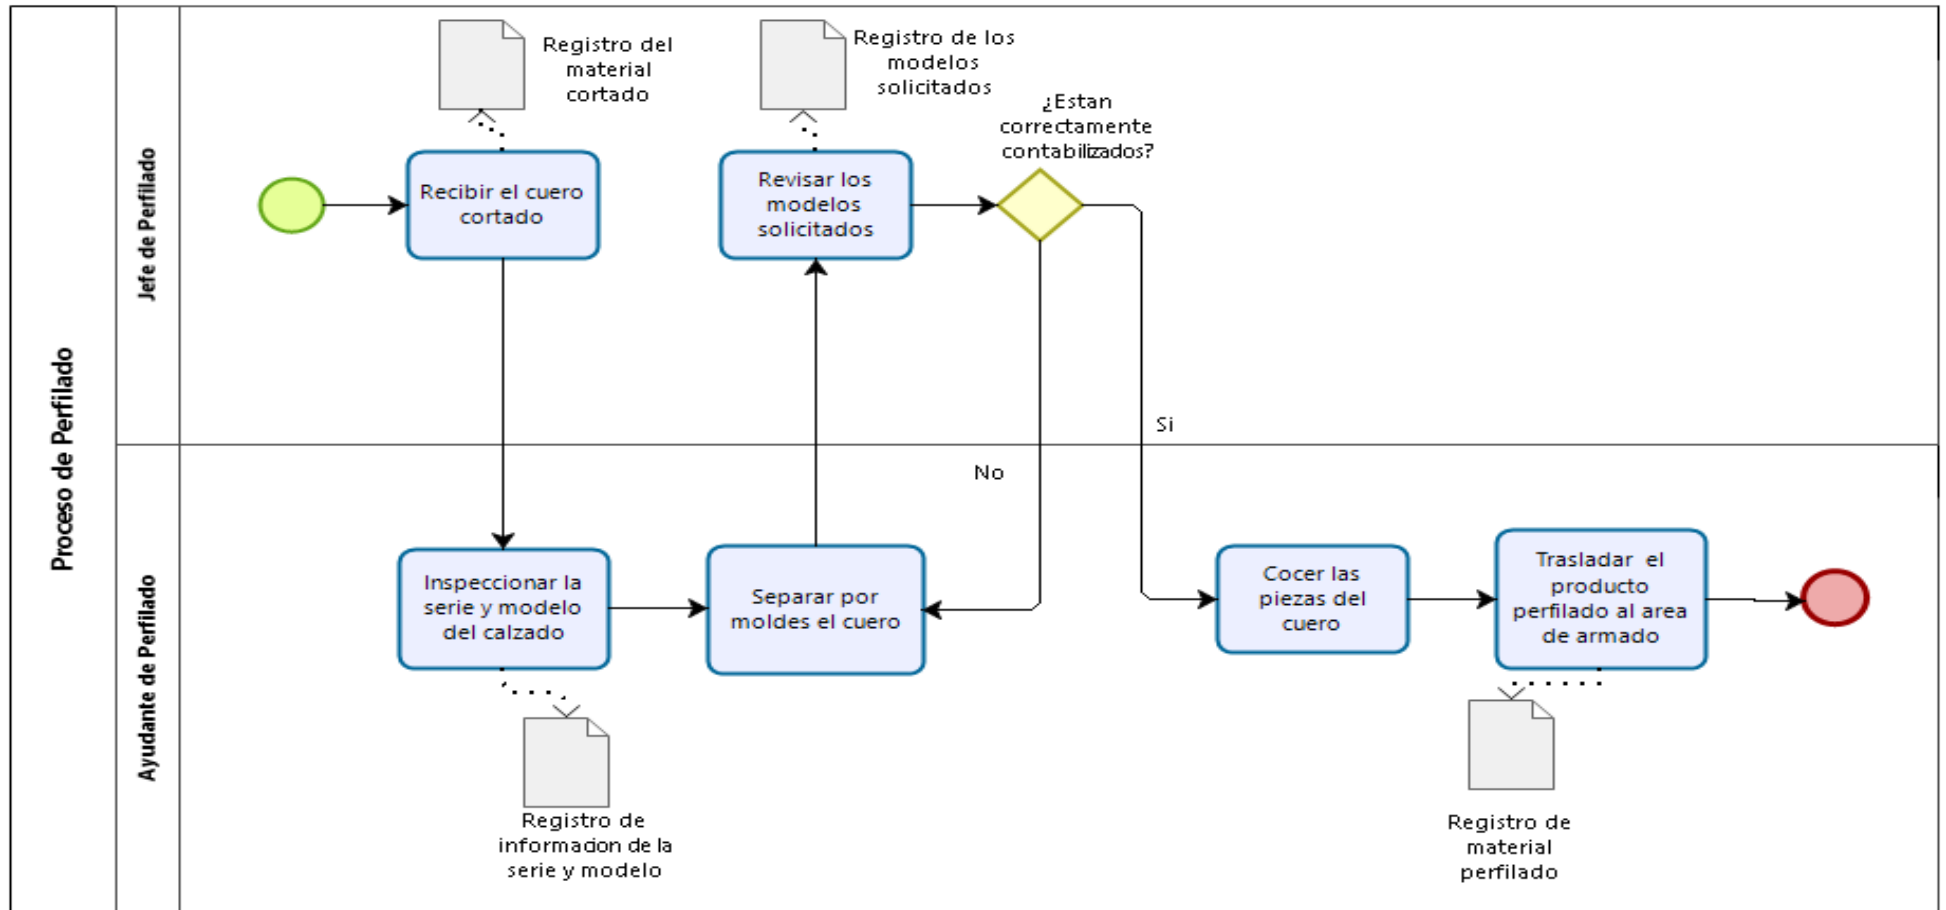 Proceso de Perfilado
Jefe de Perfilado
Registro del
material
cortado
Registro de los
modelos
solicitados
¿Estan
correctamente
contabilizados?
Recibir el cuero
cortado
Revisar los
modelos
solicitados
Si
No
Ayudante de Perfilado
Inspeccionar la
serie y modelo
del calzado
Separar por
moldes el cuero
Cocer las
piezas del
cuero
Trasladar el
producto
perfilado al area
de armado
Registro de
informacion de la
serie y modelo
Registro de
material
perfilado